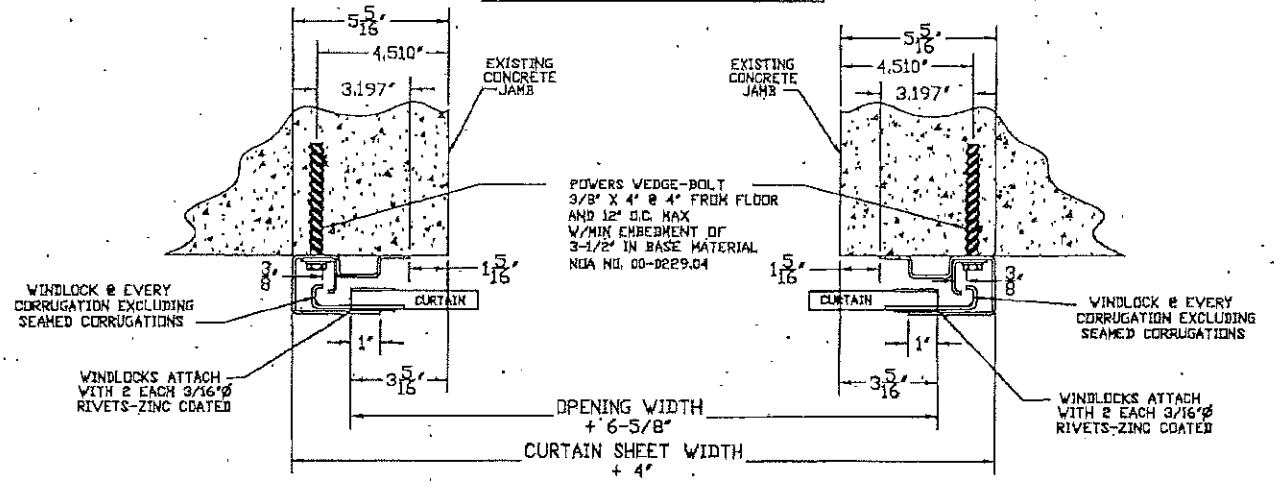 5 5/16"
4.510"
3.197"
EXISTING
CONCRETE
JAMB
5 5/16"
4.510"
3.197"
EXISTING
CONCRETE
JAMB
POWERS WEDGE-BOLT
3/8" X 4" @ 4" FROM FLOOR
AND 12" O.C. MAX
W/MIN EMBEDMENT OF
3-1/2" IN BASE MATERIAL
NOA NO. 00-0229.04
3/8"
1 5/16"
1 5/16"
3/8"
WINDLOCK @ EVERY
CORRUGATION EXCLUDING
SEAMED CORRUGATIONS
CURTAIN
CURTAIN
WINDLOCK @ EVERY
CORRUGATION EXCLUDING
SEAMED CORRUGATIONS
1"
1"
WINDLOCKS ATTACH
WITH 2 EACH 3/16"Ø
RIVETS-ZINC COATED
3 5/16"
3 5/16"
WINDLOCKS ATTACH
WITH 2 EACH 3/16"Ø
RIVETS-ZINC COATED
OPENING WIDTH
+ 6-5/8"
CURTAIN SHEET WIDTH
+ 4"